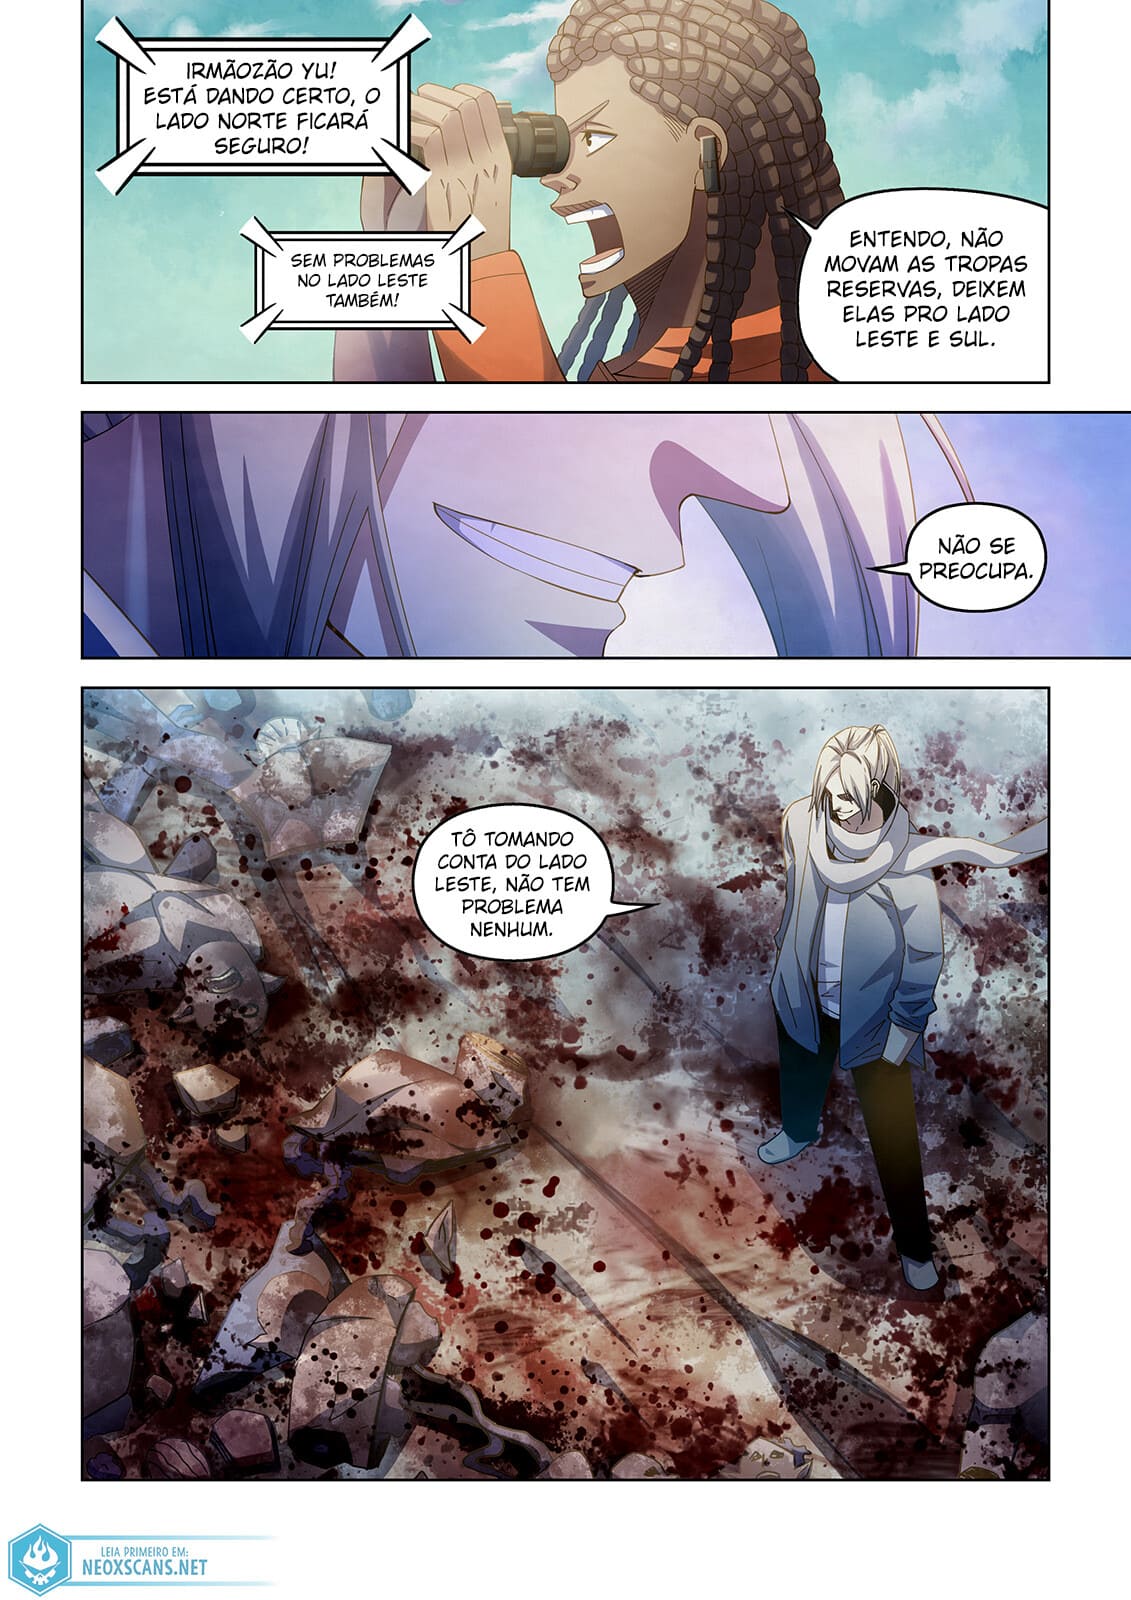 IRMÃOZÃO YU!
ESTÁ DANDO CERTO, O
LADO NORTE FICARÁ
SEGURO!
SEM PROBLEMAS
NO LADO LESTE
TAMBÉM!
ENTENDO, NÃO
MOVAM AS TROPAS
RESERVAS, DEIXEM
ELAS PRO LADO
LESTE E SUL.
NÃO SE
PREOCUPA.
TÔ TOMANDO
CONTA DO LADO
LESTE, NÃO TEM
PROBLEMA
NENHUM.
LEIA PRIMEIRO EM:
NEOXSCANS.NET